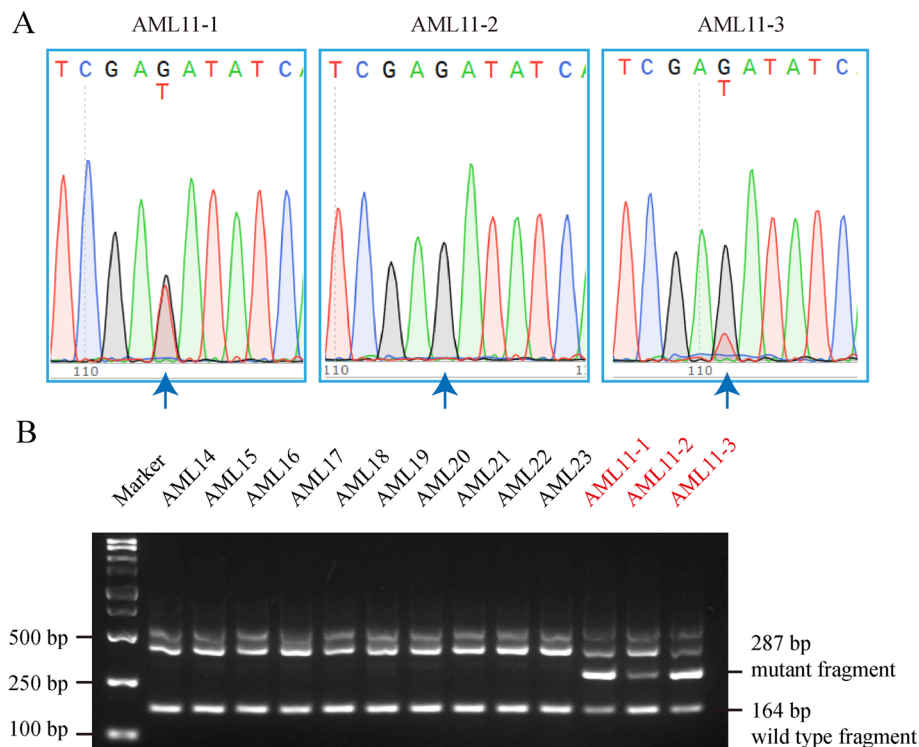 A
AML11-1
AML11-2
AML11-3
T C G A G A T A T C A
T
T C G A G A T A T C A
T C G A G A T A T C
T
110
110
1
110
B
Marker
AML14
AML15
AML16
AML17
AML18
AML19
AML20
AML21
AML22
AML23
AML11-1
AML11-2
AML11-3
500 bp
250 bp
100 bp
287 bp
mutant fragment
164 bp
wild type fragment